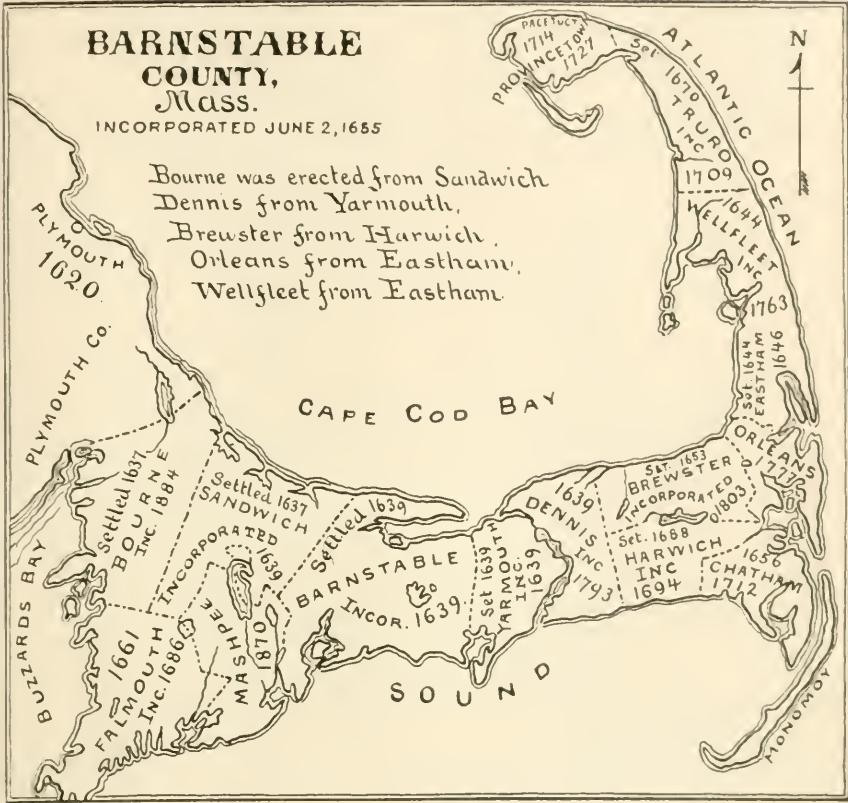 BARNSTABLE
COUNTY,
Mass.
INCORPORATED JUNE 2, 1685
Bourne was erected from Sandwich
Dennis from Yarmouth,
Brewster from Harwich,
Orleans from Eastham,
Wellfleet from Eastham.
N
ATLANTIC OCEAN
PACETUCT
1714
PROVINCETOWN
1727
Set 1670
TRURO
INC
1709
1644
WELLFLEET
INC
1763
Set. 1644
EASTHAM
1646
ORLEANS
1777
PLYMOUTH
1620
PLYMOUTH Co.
CAPE COD BAY
BUZZARDS BAY
Settled 1637
BOURNE
Inc. 1884
Settled 1637
SANDWICH
INCORPORATED
1639
Settled 1639
BARNSTABLE
INCOR. 1639
Set 1639
YARMOUTH
INC.
1639
1639
DENNIS
INC
1793
Set. 1653
BREWSTER
INCORPORATED
1803
Set. 1688
HARWICH
INC
1694
1656
CHATHAM
1712
1661
FALMOUTH
Inc. 1686
MASHPEE
1870
SOUND
MONOMOY